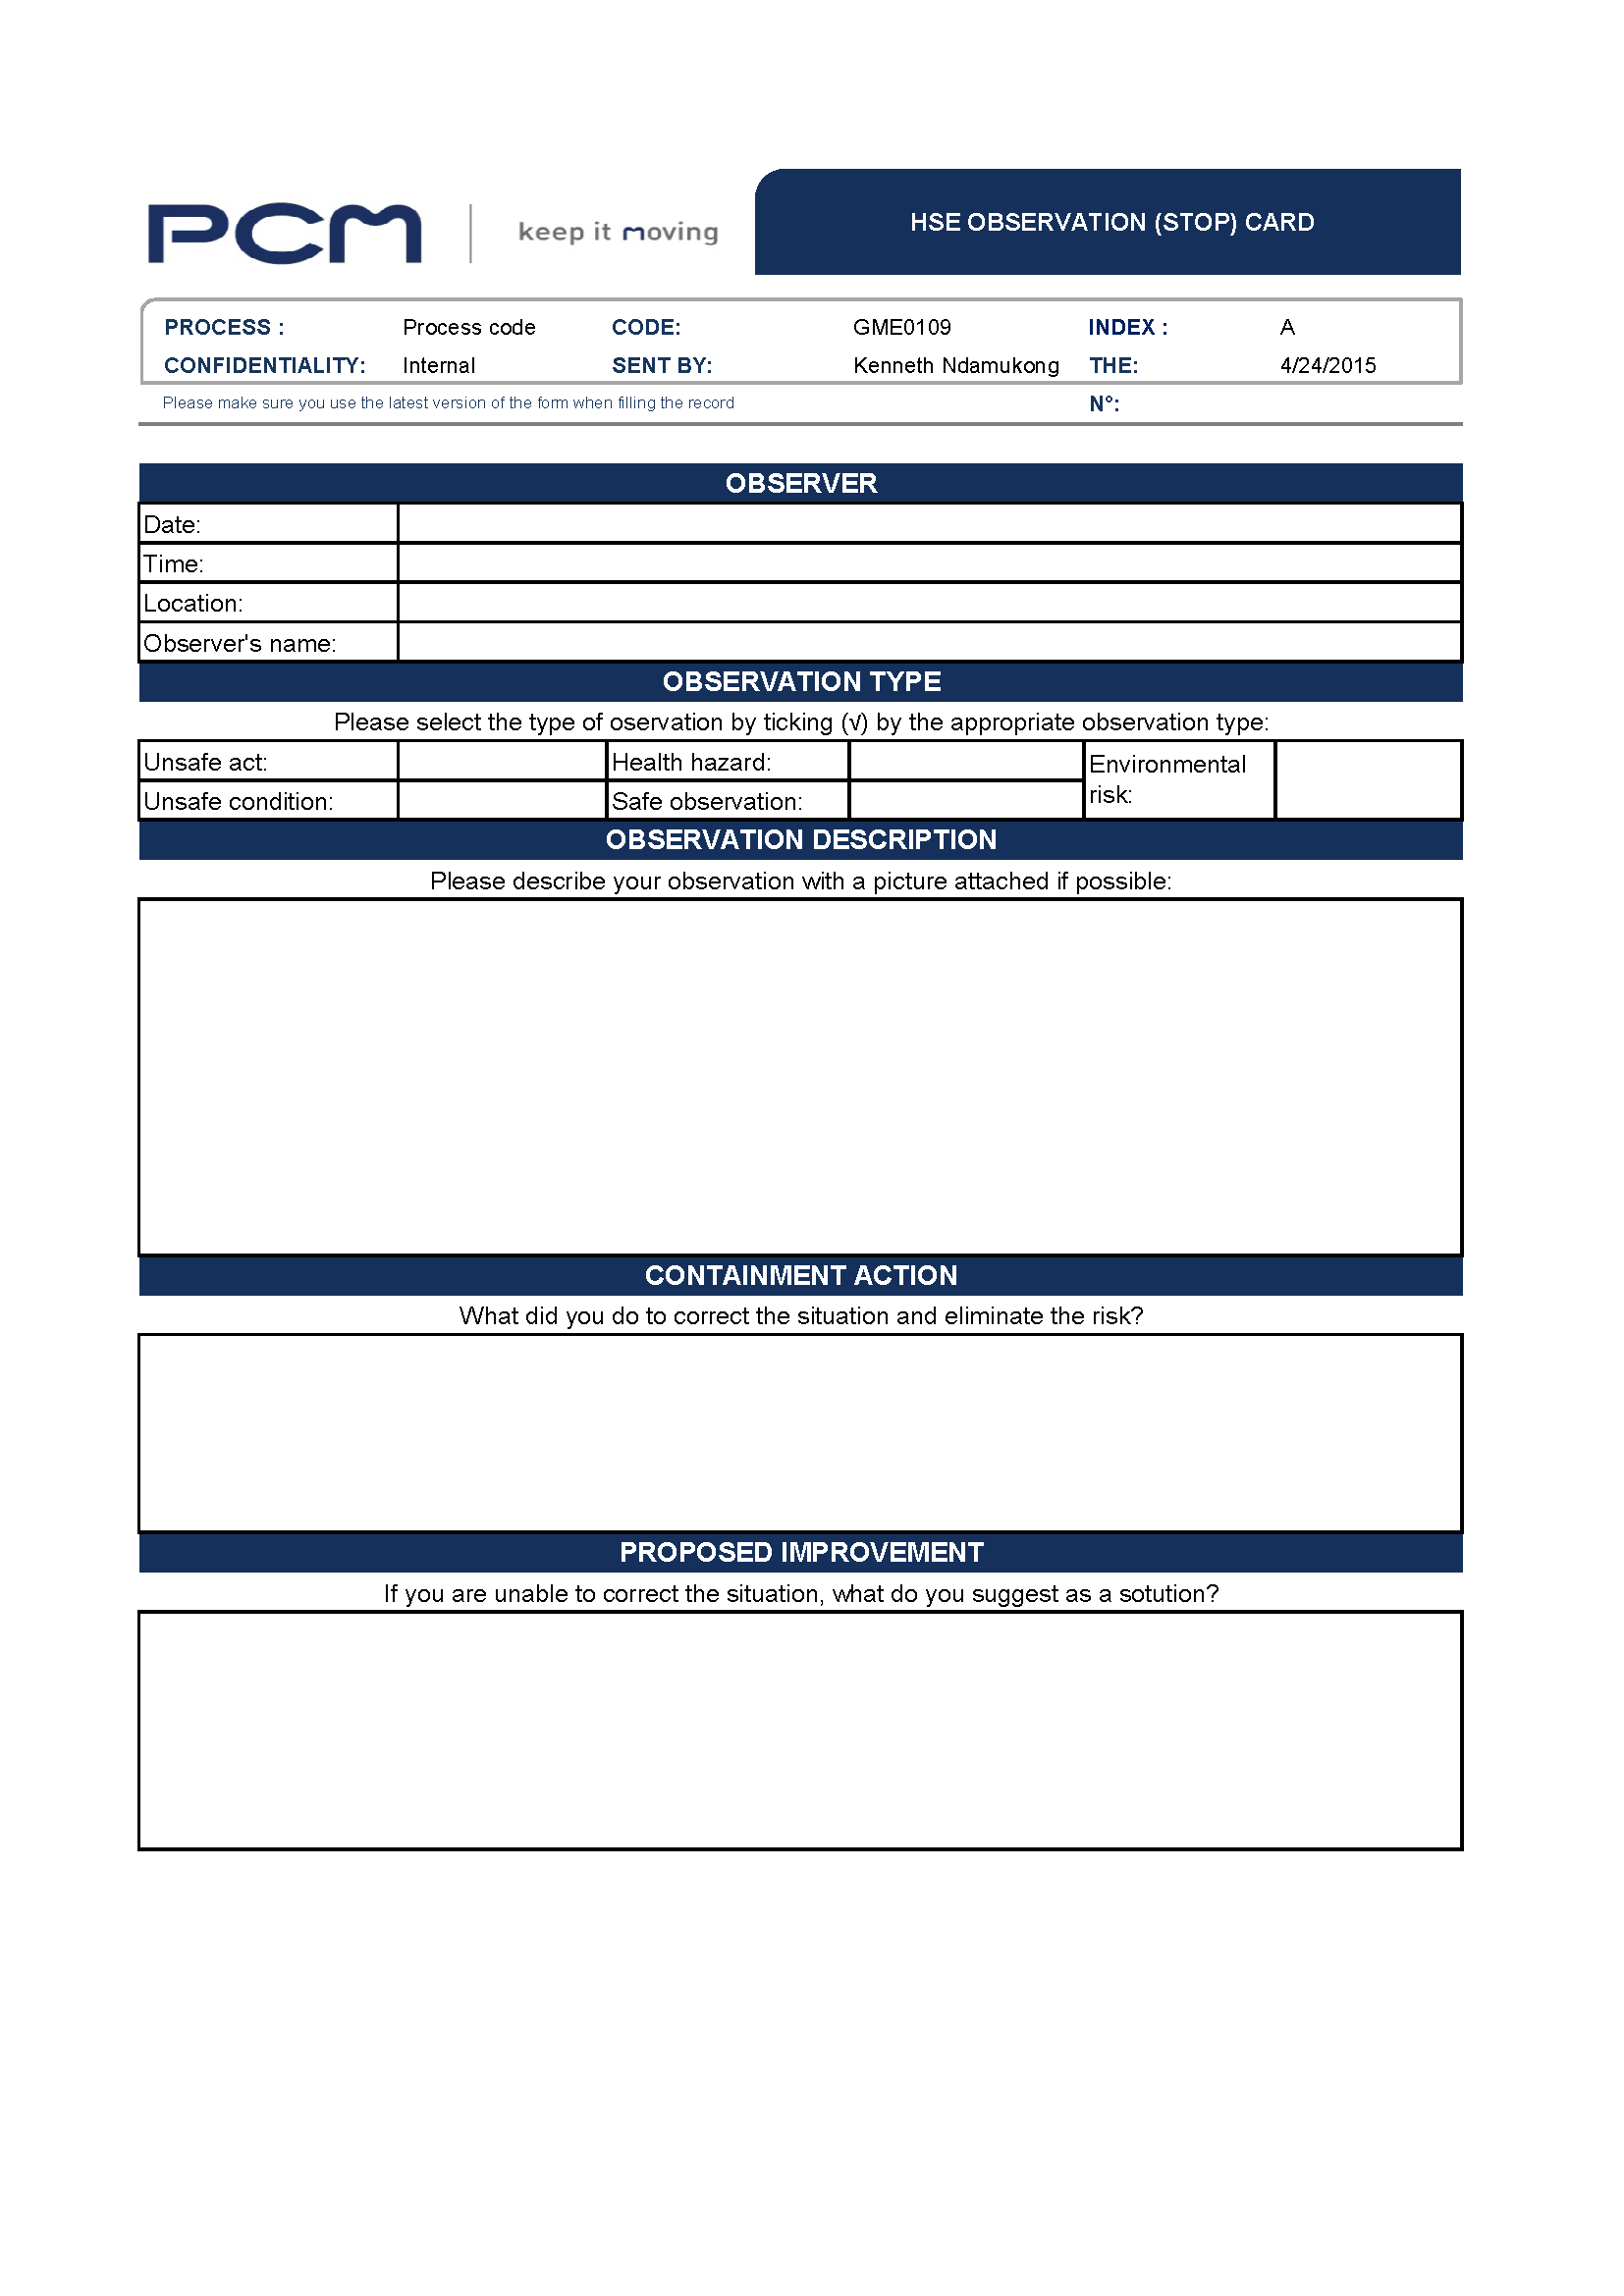 PCM | keep it moving
HSE OBSERVATION (STOP) CARD
PROCESS : Process code CODE: GME0109 INDEX : A
CONFIDENTIALITY: Internal SENT BY: Kenneth Ndamukong THE: 4/24/2015
Please make sure you use the latest version of the form when filling the record N°:
OBSERVER
Date:
Time:
Location:
Observer's name:
OBSERVATION TYPE
Please select the type of oservation by ticking (√) by the appropriate observation type:
Unsafe act: Health hazard: Environmental
Unsafe condition: Safe observation: risk:
OBSERVATION DESCRIPTION
Please describe your observation with a picture attached if possible:
CONTAINMENT ACTION
What did you do to correct the situation and eliminate the risk?
PROPOSED IMPROVEMENT
If you are unable to correct the situation, what do you suggest as a sotution?